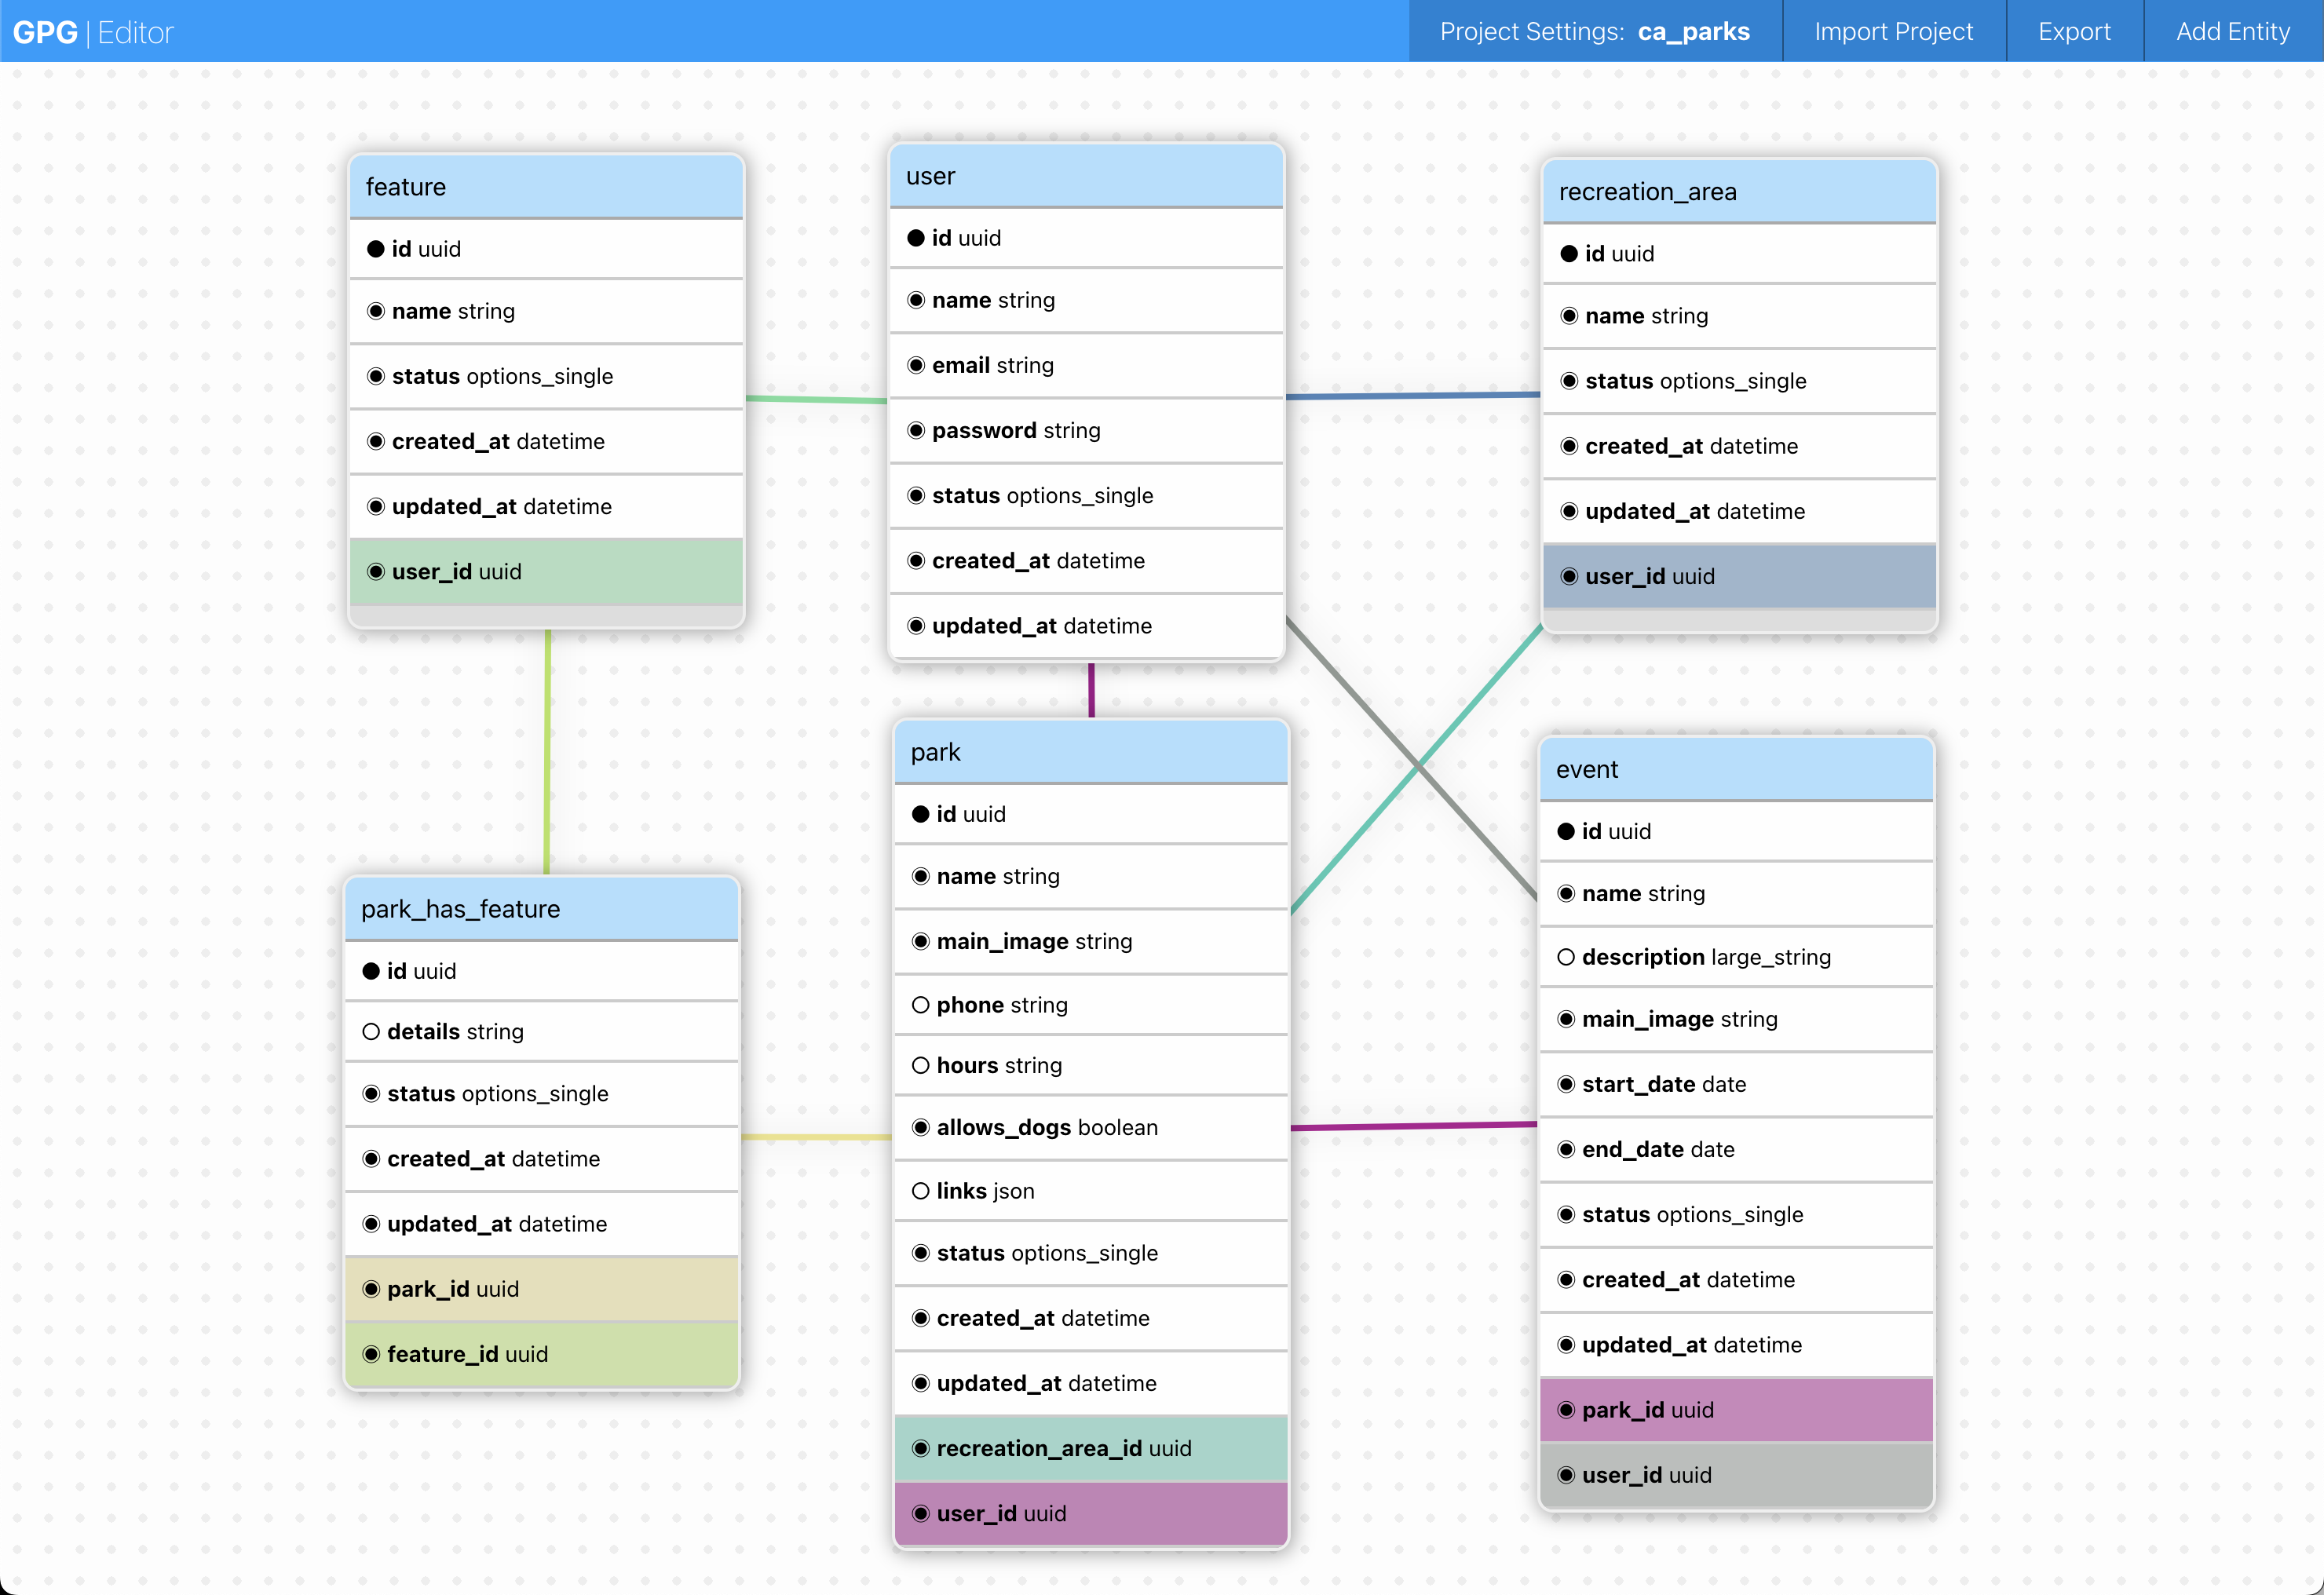 GPG | Editor
Project Settings: ca_parks
Import Project
Export
Add Entity
feature
id uuid
name string
status options_single
created_at datetime
updated_at datetime
user_id uuid
user
id uuid
name string
email string
password string
status options_single
created_at datetime
updated_at datetime
recreation_area
id uuid
name string
status options_single
created_at datetime
updated_at datetime
user_id uuid
park_has_feature
id uuid
details string
status options_single
created_at datetime
updated_at datetime
park_id uuid
feature_id uuid
park
id uuid
name string
main_image string
phone string
hours string
allows_dogs boolean
links json
status options_single
created_at datetime
updated_at datetime
recreation_area_id uuid
user_id uuid
event
id uuid
name string
description large_string
main_image string
start_date date
end_date date
status options_single
created_at datetime
updated_at datetime
park_id uuid
user_id uuid